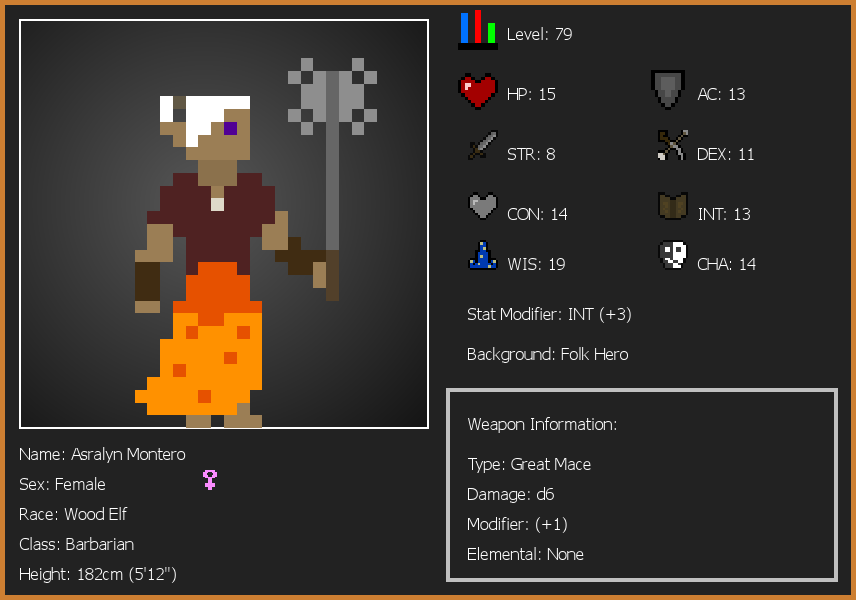 Level: 79
HP: 15
AC: 13
STR: 8
DEX: 11
CON: 14
INT: 13
WIS: 19
CHA: 14
Stat Modifier: INT (+3)
Background: Folk Hero
Name: Asralyn Montero
Sex: Female
Race: Wood Elf
Class: Barbarian
Height: 182cm (5'12")
Weapon Information:
Type: Great Mace
Damage: d6
Modifier: (+1)
Elemental: None